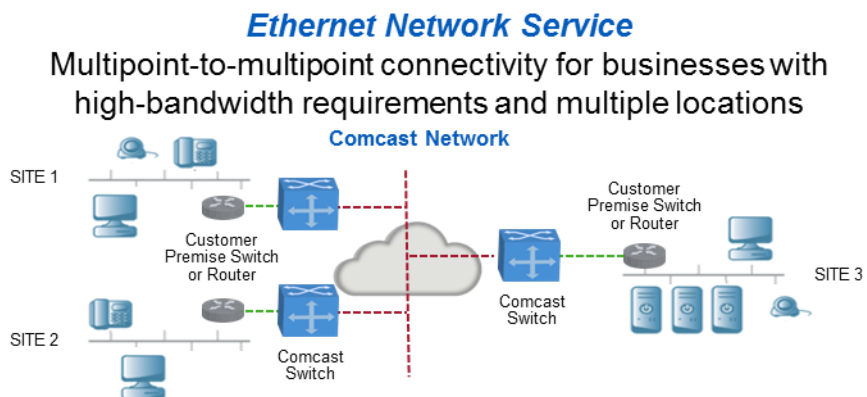 Ethernet Network Service
Multipoint-to-multipoint connectivity for businesses with
high-bandwidth requirements and multiple locations
Comcast Network
SITE 1
Customer
Premise Switch
or Router
Customer
Premise Switch
or Router
SITE 3
Comcast
Switch
SITE 2
Comcast
Switch